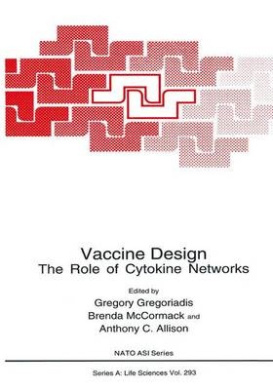 Vaccine Design
The Role of Cytokine Networks
Edited by
Gregory Gregoriadis
Brenda McCormack and
Anthony C. Allison
NATO ASI Series
Series A: Life Sciences Vol. 293